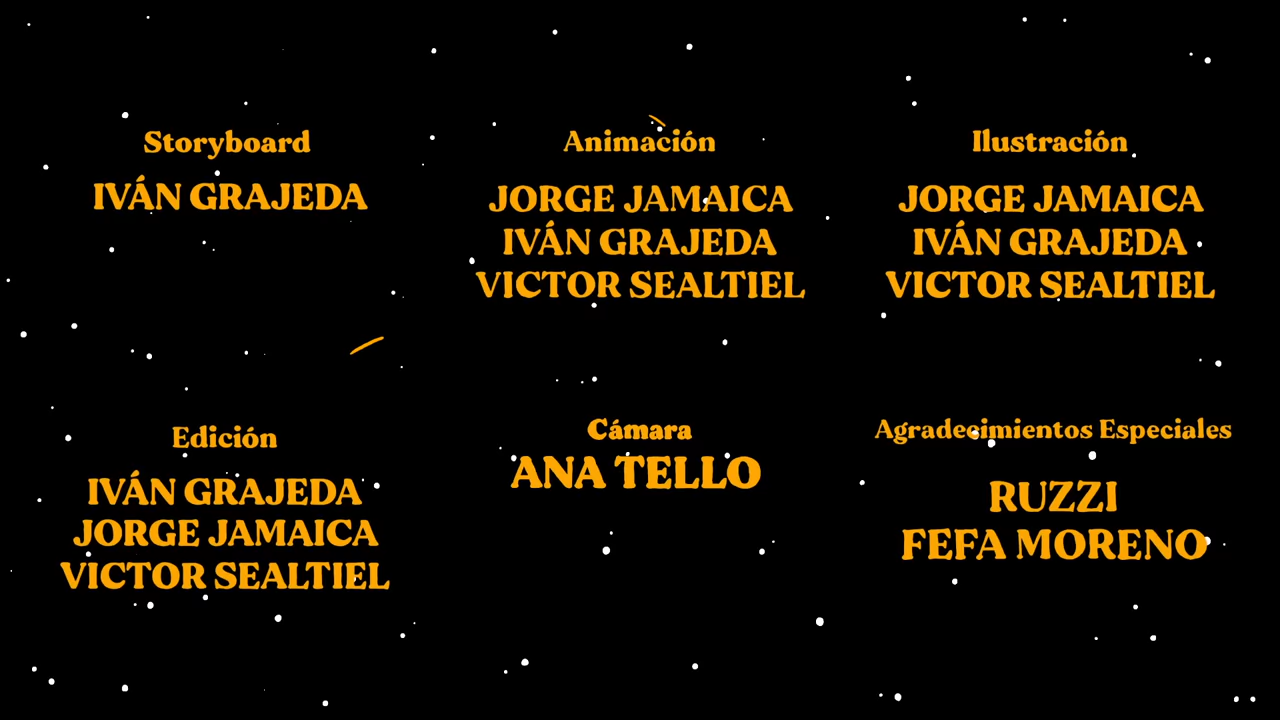 Storyboard
IVÁN GRAJEDA
Animación
JORGE JAMAICA
IVÁN GRAJEDA
VICTOR SEALTIEL
Ilustración
JORGE JAMAICA
IVÁN GRAJEDA
VICTOR SEALTIEL
Edición
IVÁN GRAJEDA
JORGE JAMAICA
VICTOR SEALTIEL
Cámara
ANA TELLO
Agradecimientos Especiales
RUZZI
FEFA MORENO